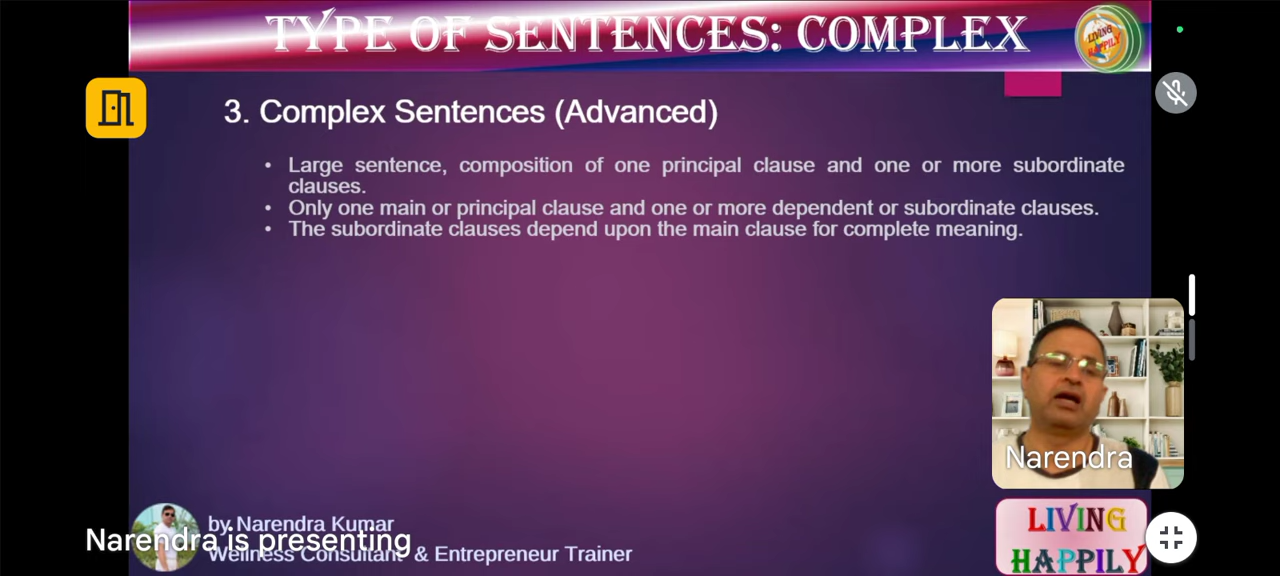 TYPE OF SENTENCES: COMPLEX
LIVING
HAPPILY
3. Complex Sentences (Advanced)
• Large sentence, composition of one principal clause and one or more subordinate
clauses.
• Only one main or principal clause and one or more dependent or subordinate clauses.
• The subordinate clauses depend upon the main clause for complete meaning.
Narendra
by Narendra Kumar
Narendra is presenting
Wellness Consultant & Entrepreneur Trainer
LIVING
HAPPILY